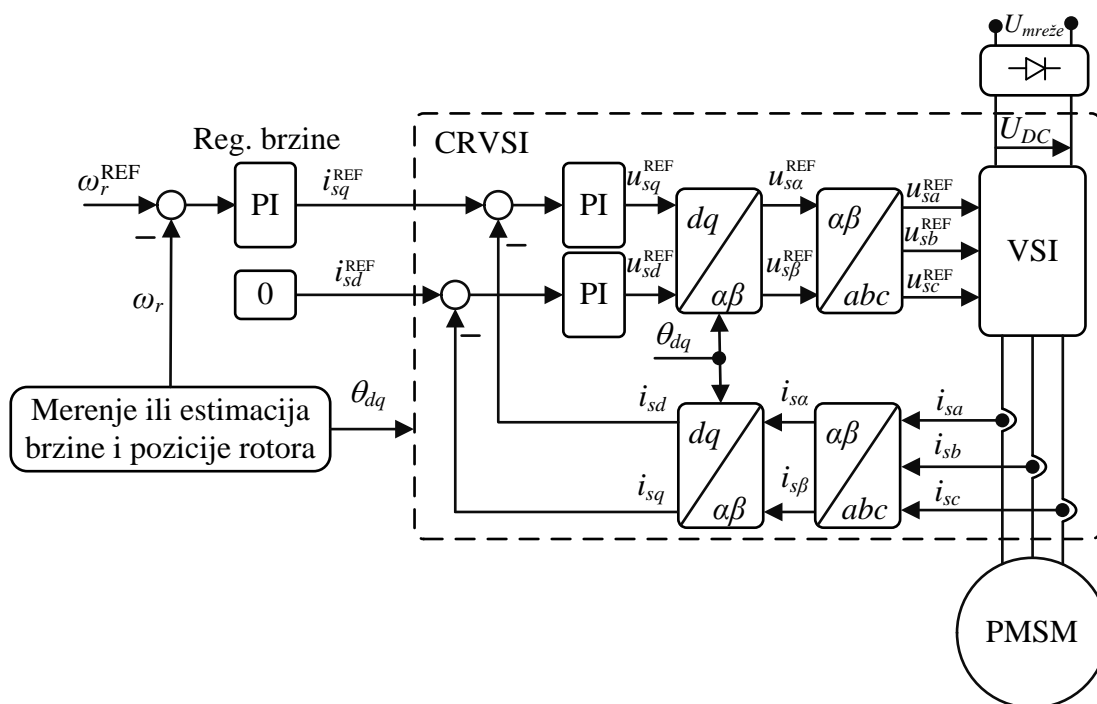 U_mreže
U_DC
CRVSI
Reg. brzine
ω_r^REF
PI
i_sq^REF
PI
u_sq^REF
dq
αβ
u_sα^REF
αβ
abc
u_sa^REF
u_sb^REF
u_sc^REF
VSI
–
–
ω_r
0
i_sd^REF
–
PI
u_sd^REF
u_sβ^REF
θ_dq
Merenje ili estimacija
brzine i pozicije rotora
θ_dq
i_sd
dq
αβ
i_sα
αβ
abc
i_sa
i_sb
i_sc
i_sq
i_sβ
PMSM